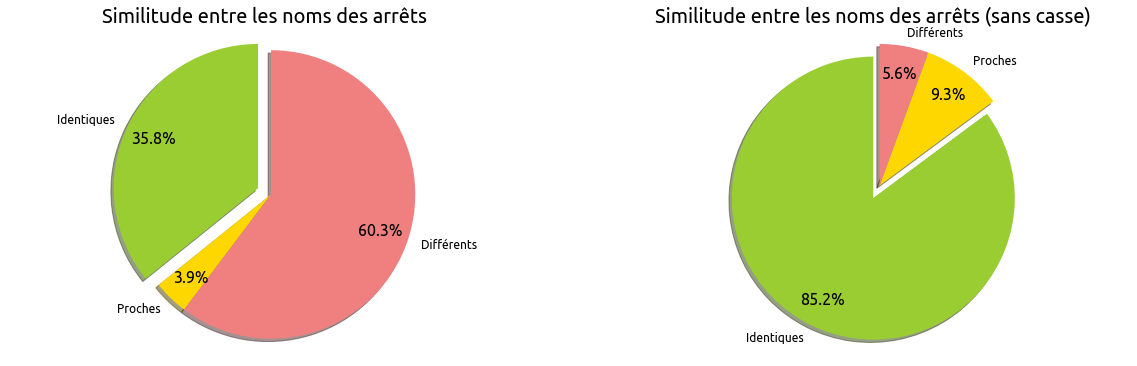 Similitude entre les noms des arrêts
Identiques
35.8%
60.3%
Différents
3.9%
Proches
Similitude entre les noms des arrêts (sans casse)
Différents
Proches
5.6%
9.3%
85.2%
Identiques